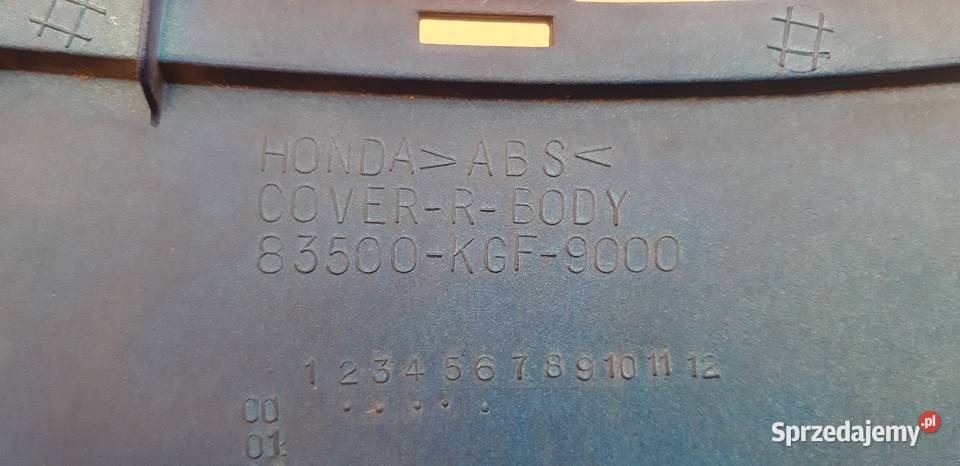 HONDA>ABS<
COVER-R-BODY
83500-KGF-9000
1 2 3 4 5 6 7 8 9 10 11 12
00
01
Sprzedajemy.pl